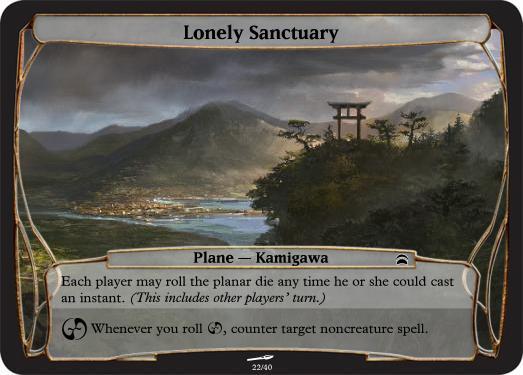 Lonely Sanctuary
Plane — Kamigawa
Each player may roll the planar die any time he or she could cast
an instant. (This includes other players' turn.)
Whenever you roll , counter target noncreature spell.
22/40